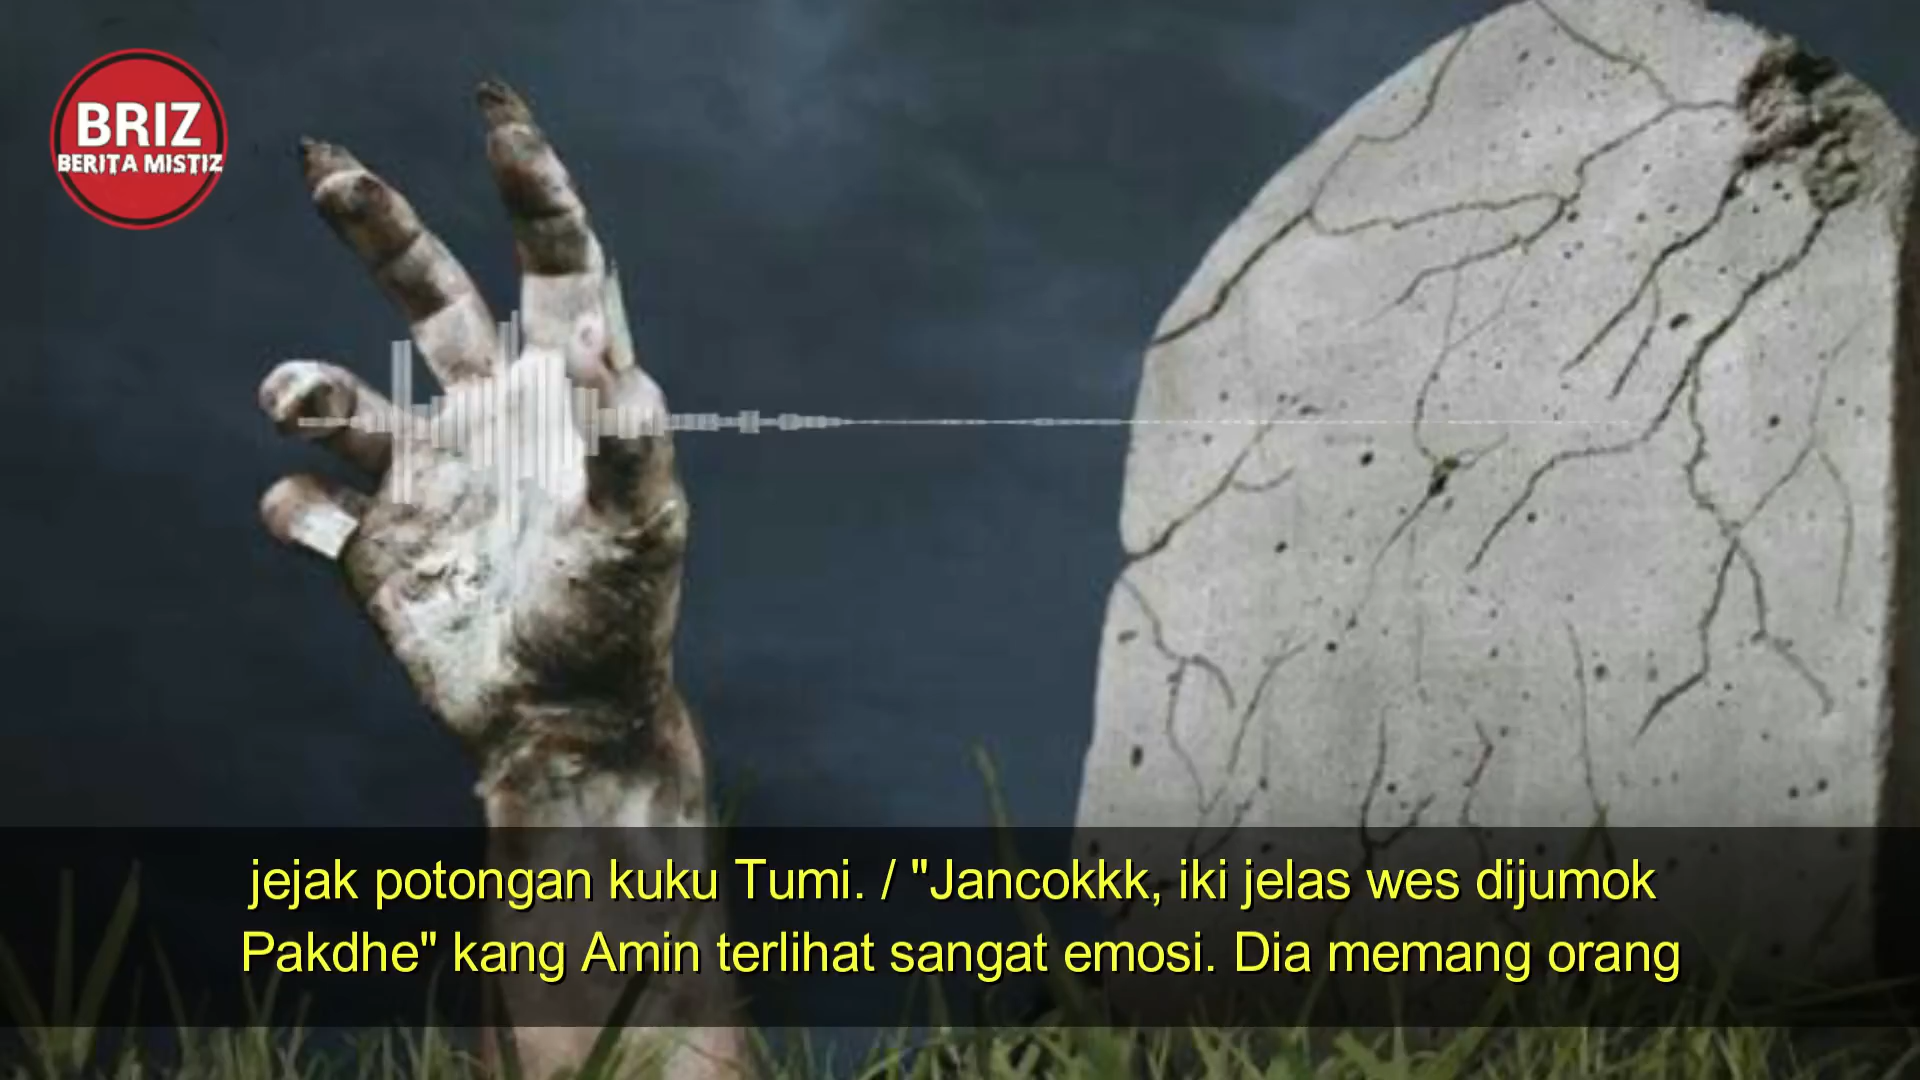 BRIZ
BERITA MISTIZ
jejak potongan kuku Tumi. / "Jancokkk, iki jelas wes dijumok
Pakdhe" kang Amin terlihat sangat emosi. Dia memang orang